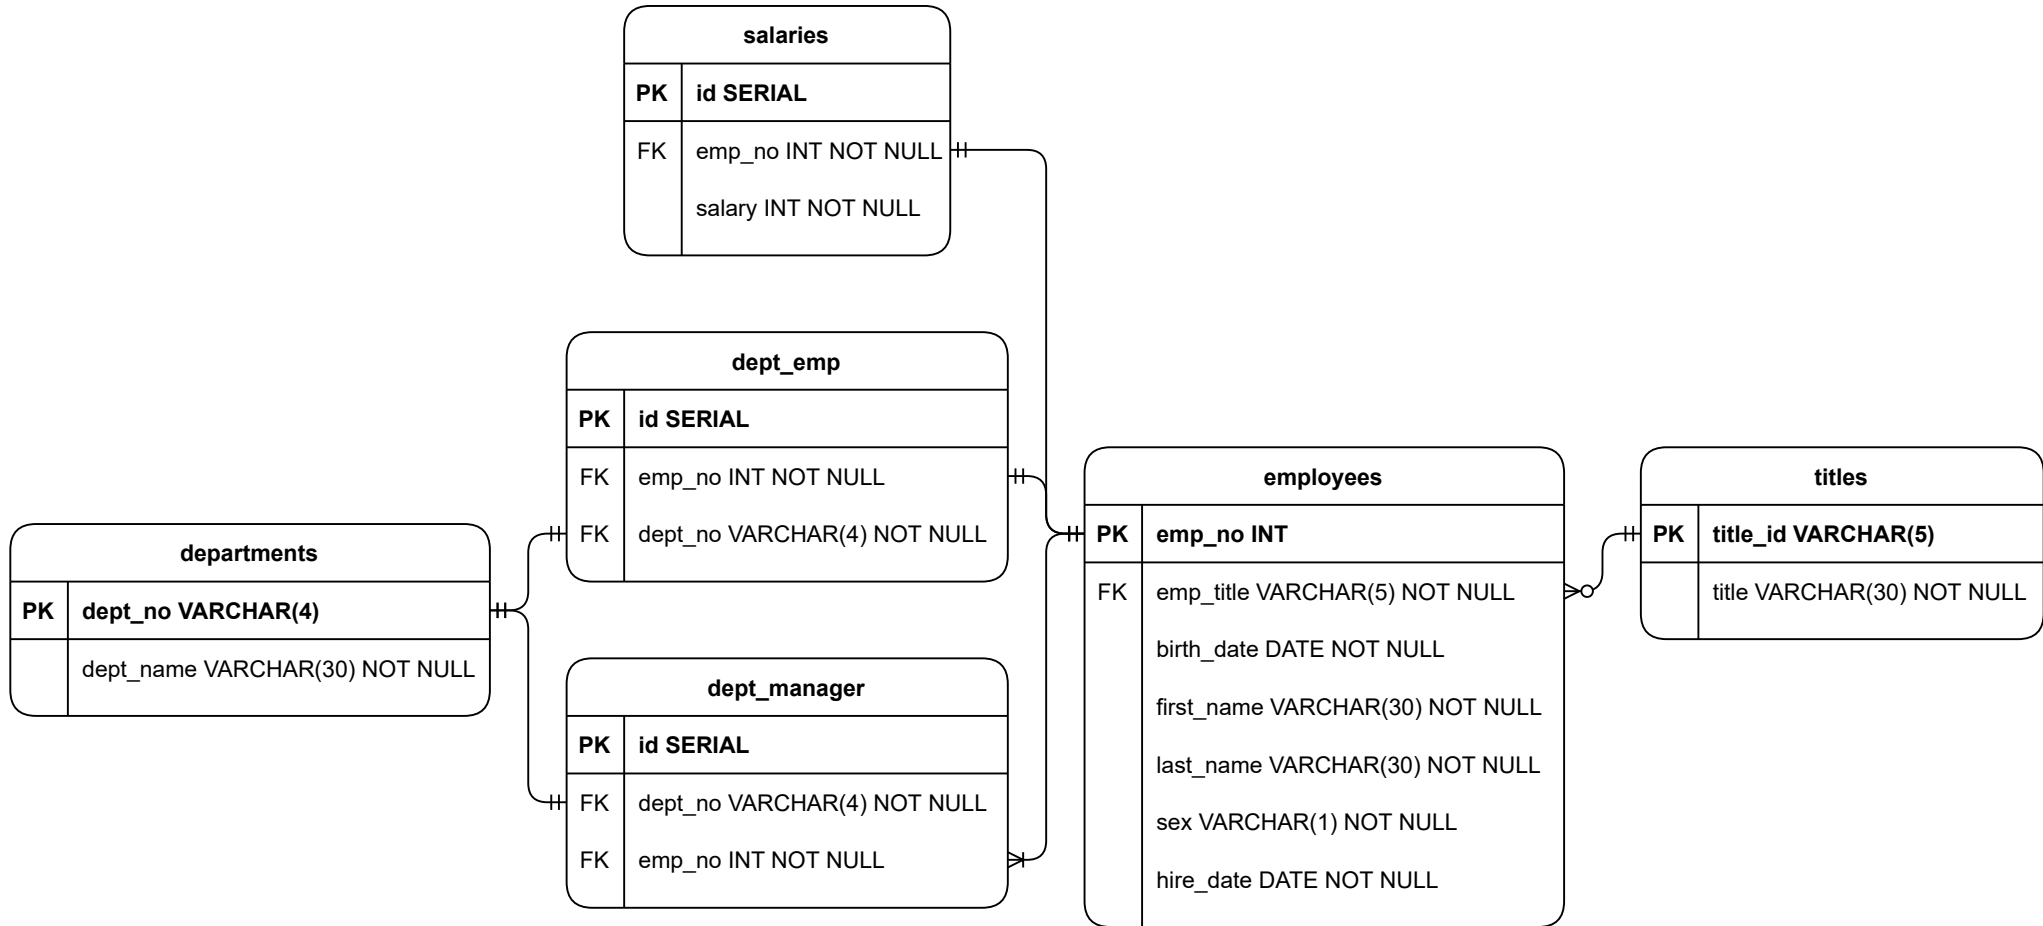 salaries
PK id SERIAL
FK emp_no INT NOT NULL
salary INT NOT NULL
dept_emp
PK id SERIAL
FK emp_no INT NOT NULL
FK dept_no VARCHAR(4) NOT NULL
departments
PK dept_no VARCHAR(4)
dept_name VARCHAR(30) NOT NULL
dept_manager
PK id SERIAL
FK dept_no VARCHAR(4) NOT NULL
FK emp_no INT NOT NULL
employees
PK emp_no INT
FK emp_title VARCHAR(5) NOT NULL
birth_date DATE NOT NULL
first_name VARCHAR(30) NOT NULL
last_name VARCHAR(30) NOT NULL
sex VARCHAR(1) NOT NULL
hire_date DATE NOT NULL
titles
PK title_id VARCHAR(5)
title VARCHAR(30) NOT NULL